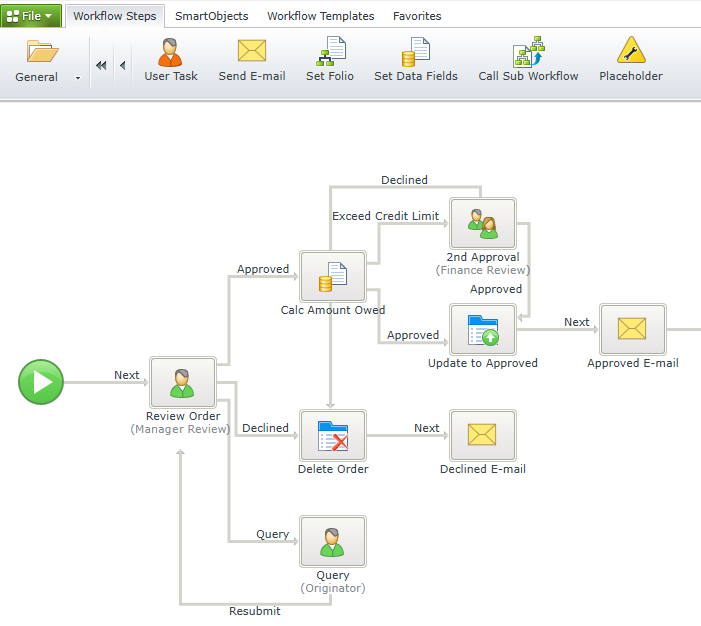 File
Workflow Steps
SmartObjects
Workflow Templates
Favorites
General
User Task
Send E-mail
Set Folio
Set Data Fields
Call Sub Workflow
Placeholder
Declined
Exceed Credit Limit
2nd Approval
(Finance Review)
Approved
Calc Amount Owed
Approved
Approved
Next
Update to Approved
Approved E-mail
Next
Review Order
(Manager Review)
Declined
Next
Delete Order
Declined E-mail
Query
Query
(Originator)
Resubmit